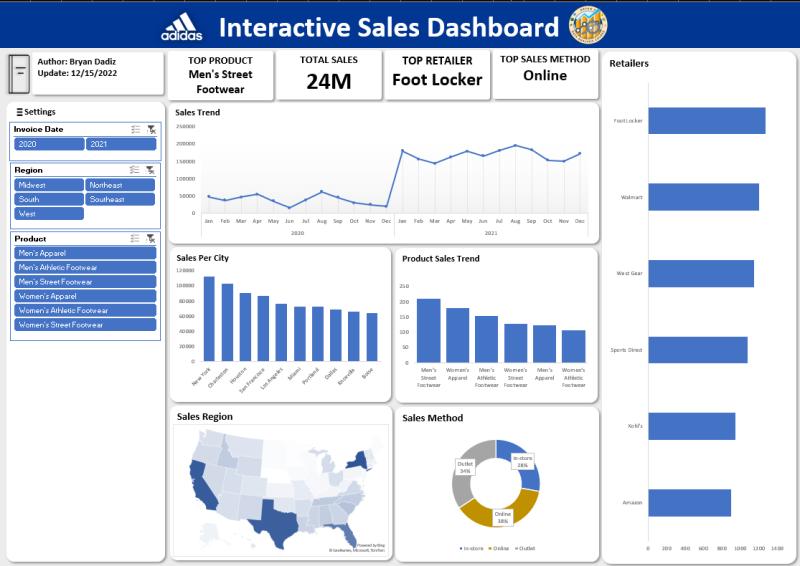 adidas
Interactive Sales Dashboard
Author: Bryan Dadiz
Update: 12/15/2022
TOP PRODUCT
Men's Street
Footwear
TOTAL SALES
24M
TOP RETAILER
Foot Locker
TOP SALES METHOD
Online
Settings
Invoice Date
2020
2021
Region
Midwest
Northeast
South
Southeast
West
Product
Men's Apparel
Men's Athletic Footwear
Men's Street Footwear
Women's Apparel
Women's Athletic Footwear
Women's Street Footwear
Sales Trend
250000
200000
150000
100000
50000
0
Jan Feb Mar Apr May Jun Jul Aug Sep Oct Nov Dec Jan Feb Mar Apr May Jun Jul Aug Sep Oct Nov Dec
2020 2021
Sales Per City
120000
100000
80000
60000
40000
20000
0
New York
Charleston
Houston
San Francisco
Los Angeles
Miami
Portland
Dallas
Knoxville
Boise
Product Sales Trend
250
200
150
100
50
0
Men's Street Footwear
Women's Apparel
Men's Athletic Footwear
Women's Street Footwear
Men's Apparel
Women's Athletic Footwear
Sales Region
Powered by Bing
© GeoNames, Microsoft, TomTom
Sales Method
In-store
28%
Outlet
34%
Online
38%
In-store Online Outlet
Retailers
Foot Locker
Walmart
West Gear
Sports Direct
Kohl's
Amazon
0 200 400 600 800 1000 1200 1400